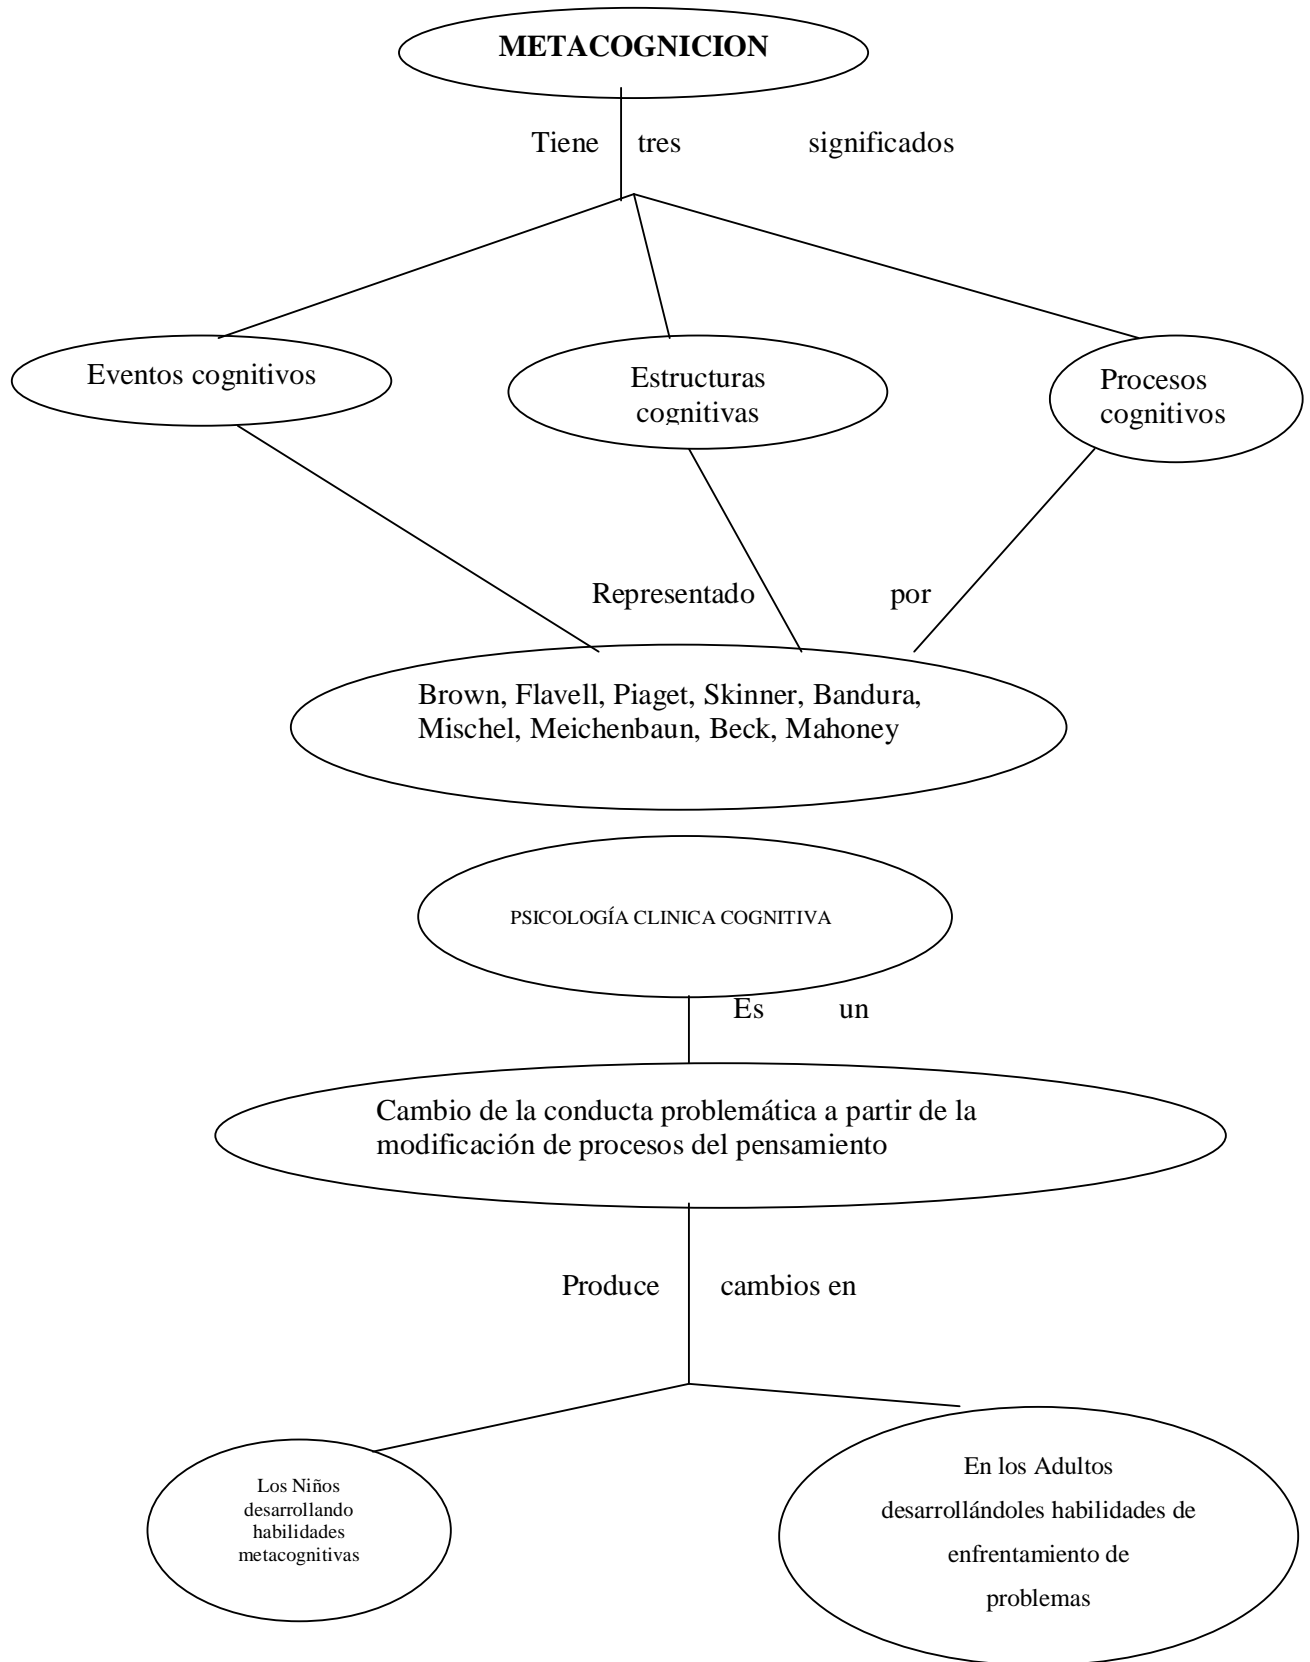 METACOGNICION
Tiene tres significados
Eventos cognitivos
Estructuras
cognitivas
Procesos
cognitivos
Representado por
Brown, Flavell, Piaget, Skinner, Bandura,
Mischel, Meichenbaun, Beck, Mahoney
PSICOLOGÍA CLINICA COGNITIVA
Es un
Cambio de la conducta problemática a partir de la
modificación de procesos del pensamiento
Produce cambios en
Los Niños
desarrollando
habilidades
metacognitivas
En los Adultos
desarrollándoles habilidades de
enfrentamiento de
problemas